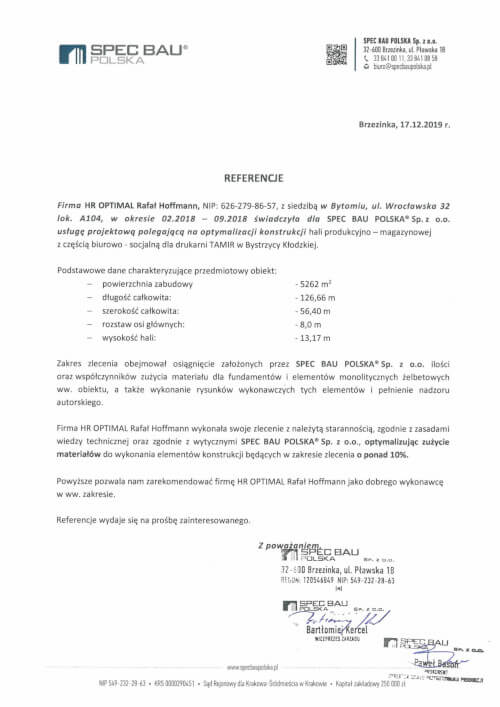 SPEC BAU®
POLSKA
SPEC BAU POLSKA Sp. z o.o.
32-600 Brzezinka, ul. Pławska 18
33 841 00 11, 33 841 08 58
biuro@specbaupolska.pl
Brzezinka, 17.12.2019 r.
REFERENCJE
Firma HR OPTIMAL Rafał Hoffmann, NIP: 626-279-86-57, z siedzibą w Bytomiu, ul. Wrocławska 32
lok. A104, w okresie 02.2018 – 09.2018 świadczyła dla SPEC BAU POLSKA® Sp. z o.o.
usługę projektową polegającą na optymalizacji konstrukcji hali produkcyjno – magazynowej
z częścią biurowo - socjalną dla drukarni TAMIR w Bystrzycy Kłodzkiej.
Podstawowe dane charakteryzujące przedmiotowy obiekt:
– powierzchnia zabudowy - 5262 m²
– długość całkowita: - 126,66 m
– szerokość całkowita: - 56,40 m
– rozstaw osi głównych: - 8,0 m
– wysokość hali: - 13,17 m
Zakres zlecenia obejmował osiągnięcie założonych przez SPEC BAU POLSKA® Sp. z o.o. ilości
oraz współczynników zużycia materiału dla fundamentów i elementów monolitycznych żelbetowych
ww. obiektu, a także wykonanie rysunków wykonawczych tych elementów i pełnienie nadzoru
autorskiego.
Firma HR OPTIMAL Rafał Hoffmann wykonała swoje zlecenie z należytą starannością, zgodnie z zasadami
wiedzy technicznej oraz zgodnie z wytycznymi SPEC BAU POLSKA® Sp. z o.o., optymalizując zużycie
materiałów do wykonania elementów konstrukcji będących w zakresie zlecenia o ponad 10%.
Powyższe pozwala nam zarekomendować firmę HR OPTIMAL Rafał Hoffmann jako dobrego wykonawcę
w ww. zakresie.
Referencje wydaje się na prośbę zainteresowanego.
Z poważaniem,
SPEC BAU
POLSKA Sp. z o.o.
32-600 Brzezinka, ul. Pławska 18
REGON: 120546849 NIP: 549-232-28-63
SPEC BAU
POLSKA Sp. z o.o.
Bartłomiej Kercel
WICEPREZES ZARZĄDU
SPEC BAU
POLSKA Sp. z o.o.
Paweł
www.specbaupolska.pl
NIP 549-232-28-63 • KRS 0000290451 • Sąd Rejonowy dla Krakowa-Śródmieścia w Krakowie • Kapitał zakładowy 250 000 zł